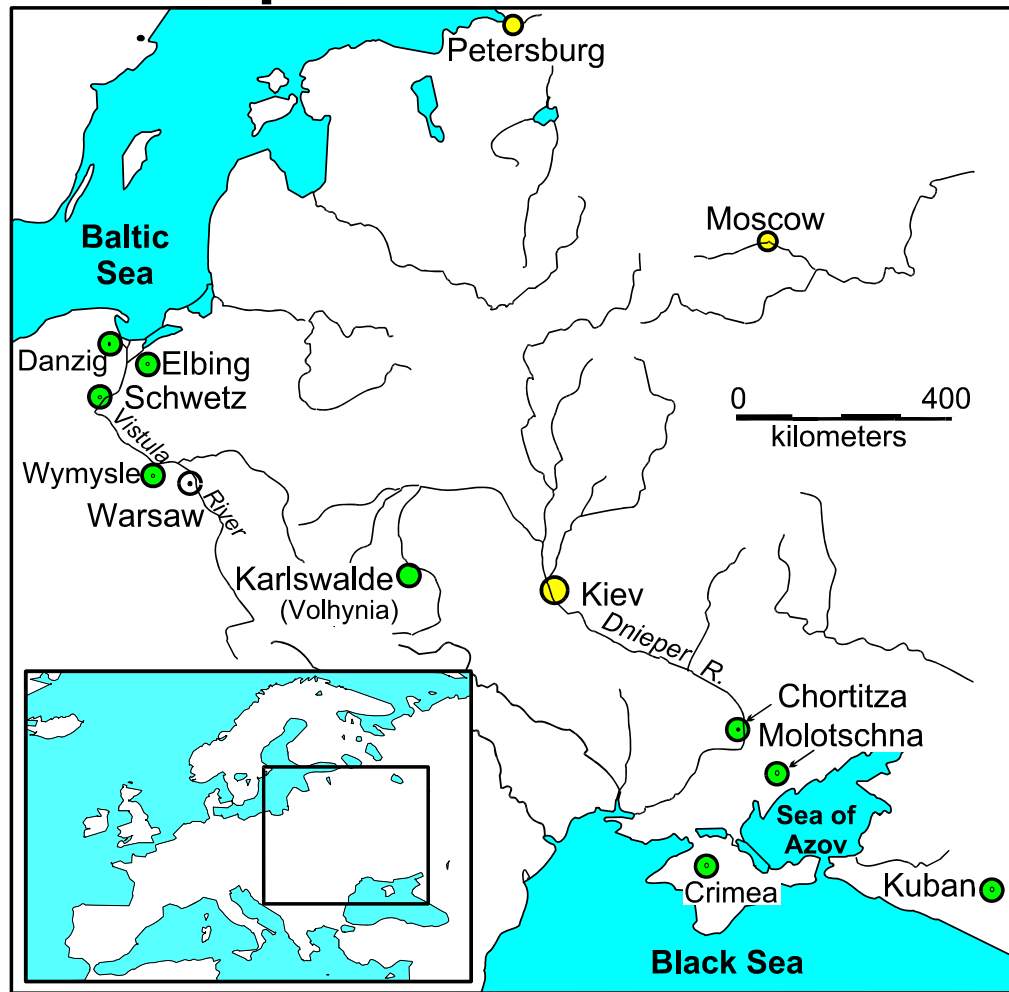 Petersburg
Moscow
Baltic
Sea
Danzig
Elbing
Schwetz
0 400
kilometers
Vistula
River
Wymysle
Warsaw
Karlswalde
(Volhynia)
Kiev
Dnieper R.
Chortitza
Molotschna
Sea of
Azov
Crimea
Kuban
Black Sea